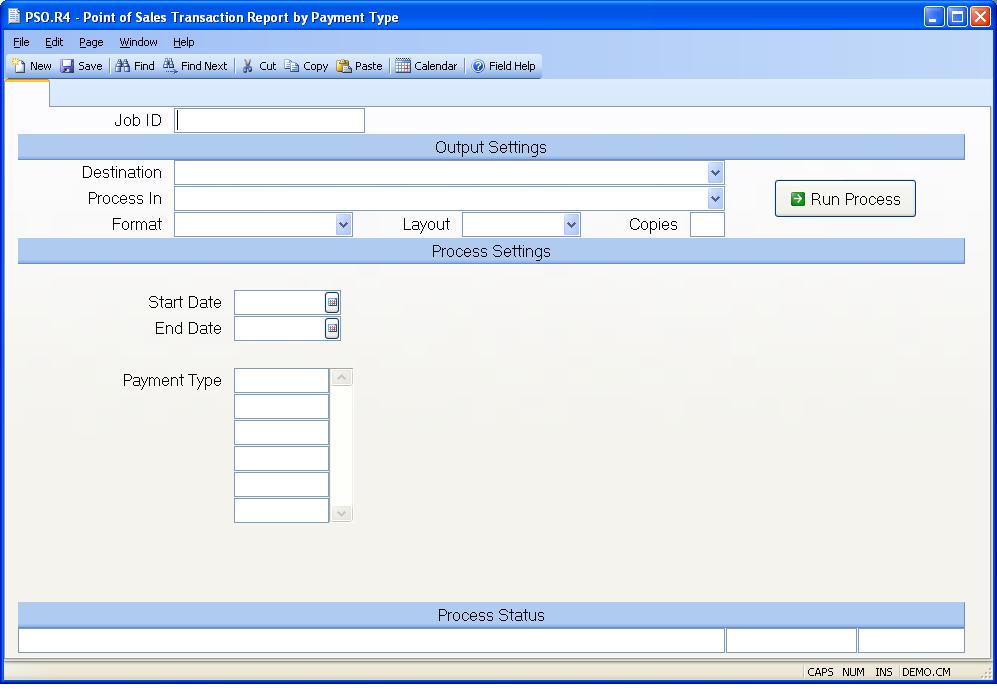 PSO.R4 - Point of Sales Transaction Report by Payment Type
File Edit Page Window Help
New Save Find Find Next Cut Copy Paste Calendar Field Help
Job ID
Output Settings
Destination
Process In
Run Process
Format Layout Copies
Process Settings
Start Date
End Date
Payment Type
Process Status
CAPS NUM INS DEMO.CM